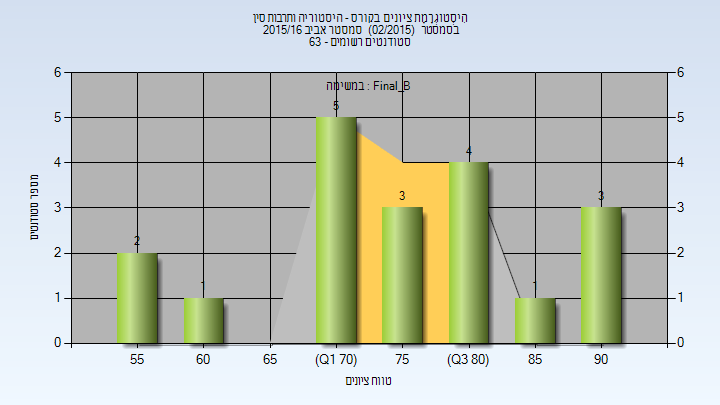 היסטוגרמת ציונים בקורס - היסטוריה ותרבות סין
בסמסטר (02/2015) סמסטר אביב 2015/16
סטודנטים רשומים - 63
במשימה : Final_B
6 6
5 5
4 4
3 3
2 2
1 1
0 0
2 1 5 3 4 1 3
מספר סטודנטים
55 60 65 (Q1 70) 75 (Q3 80) 85 90
טווח ציונים